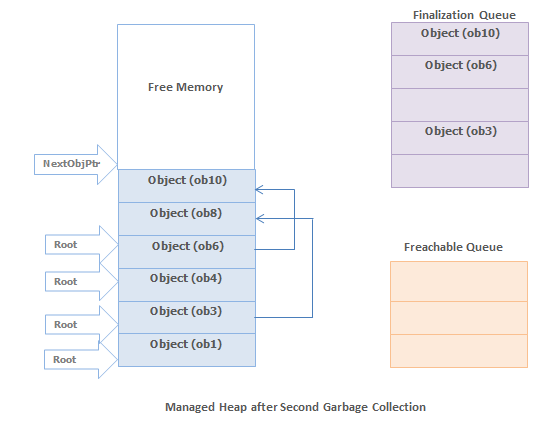 Finalization Queue
Object (ob10)
Object (ob6)
Object (ob3)
Free Memory
NextObjPtr
Object (ob10)
Object (ob8)
Root
Object (ob6)
Root
Object (ob4)
Root
Object (ob3)
Root
Object (ob1)
Freachable Queue
Managed Heap after Second Garbage Collection